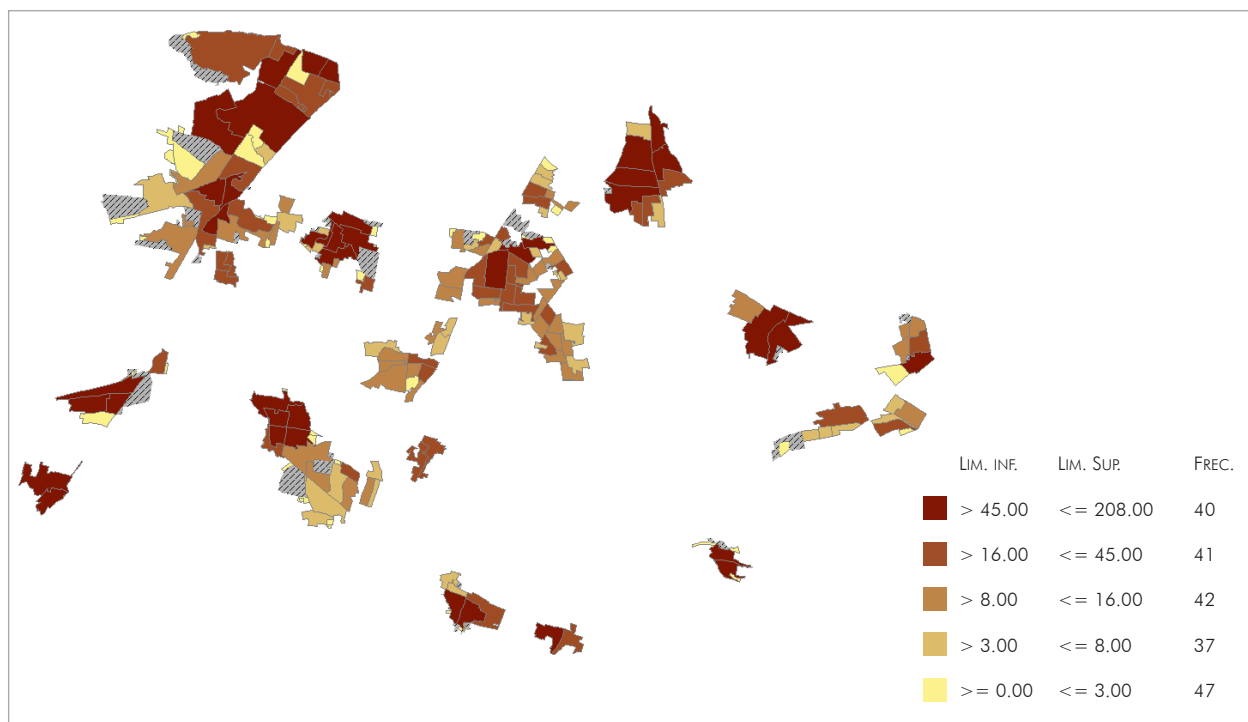 Lim. inf. Lim. Sup. Frec.
> 45.00 <= 208.00 40
> 16.00 <= 45.00 41
> 8.00 <= 16.00 42
> 3.00 <= 8.00 37
>= 0.00 <= 3.00 47